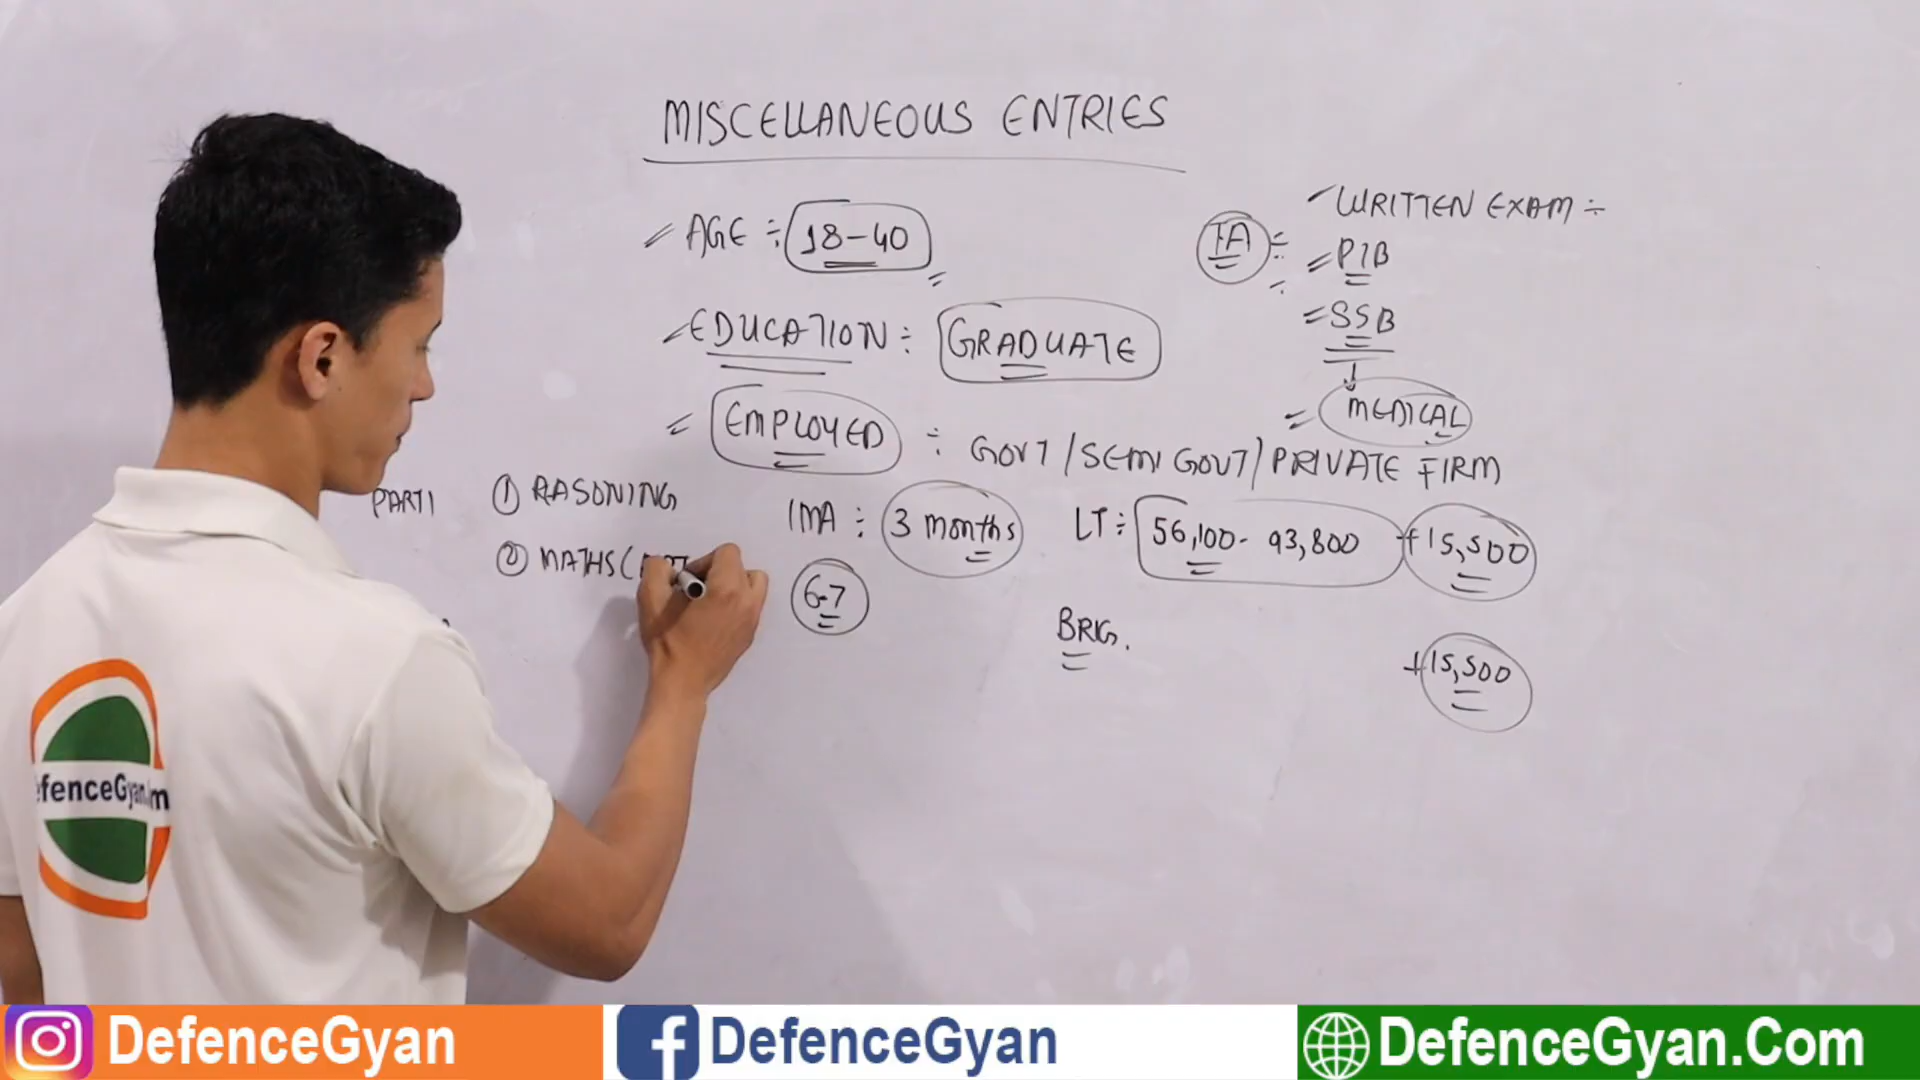 MISCELLANEOUS ENTRIES
AGE ÷ 18-40
EDUCATION ÷ GRADUATE
EMPLOYED ÷ GOVT/SEMI GOVT/PRIVATE FIRM
TA ÷
WRITTEN EXAM ÷
PIB
SSB
MEDICAL
PART 1
① REASONING
② MATHS (
IMA ÷ 3 months
6-7
LT ÷ 56,100 - 93,800 +15,500
BRIG. +15,500
DefenceGyan
DefenceGyan
DefenceGyan.Com